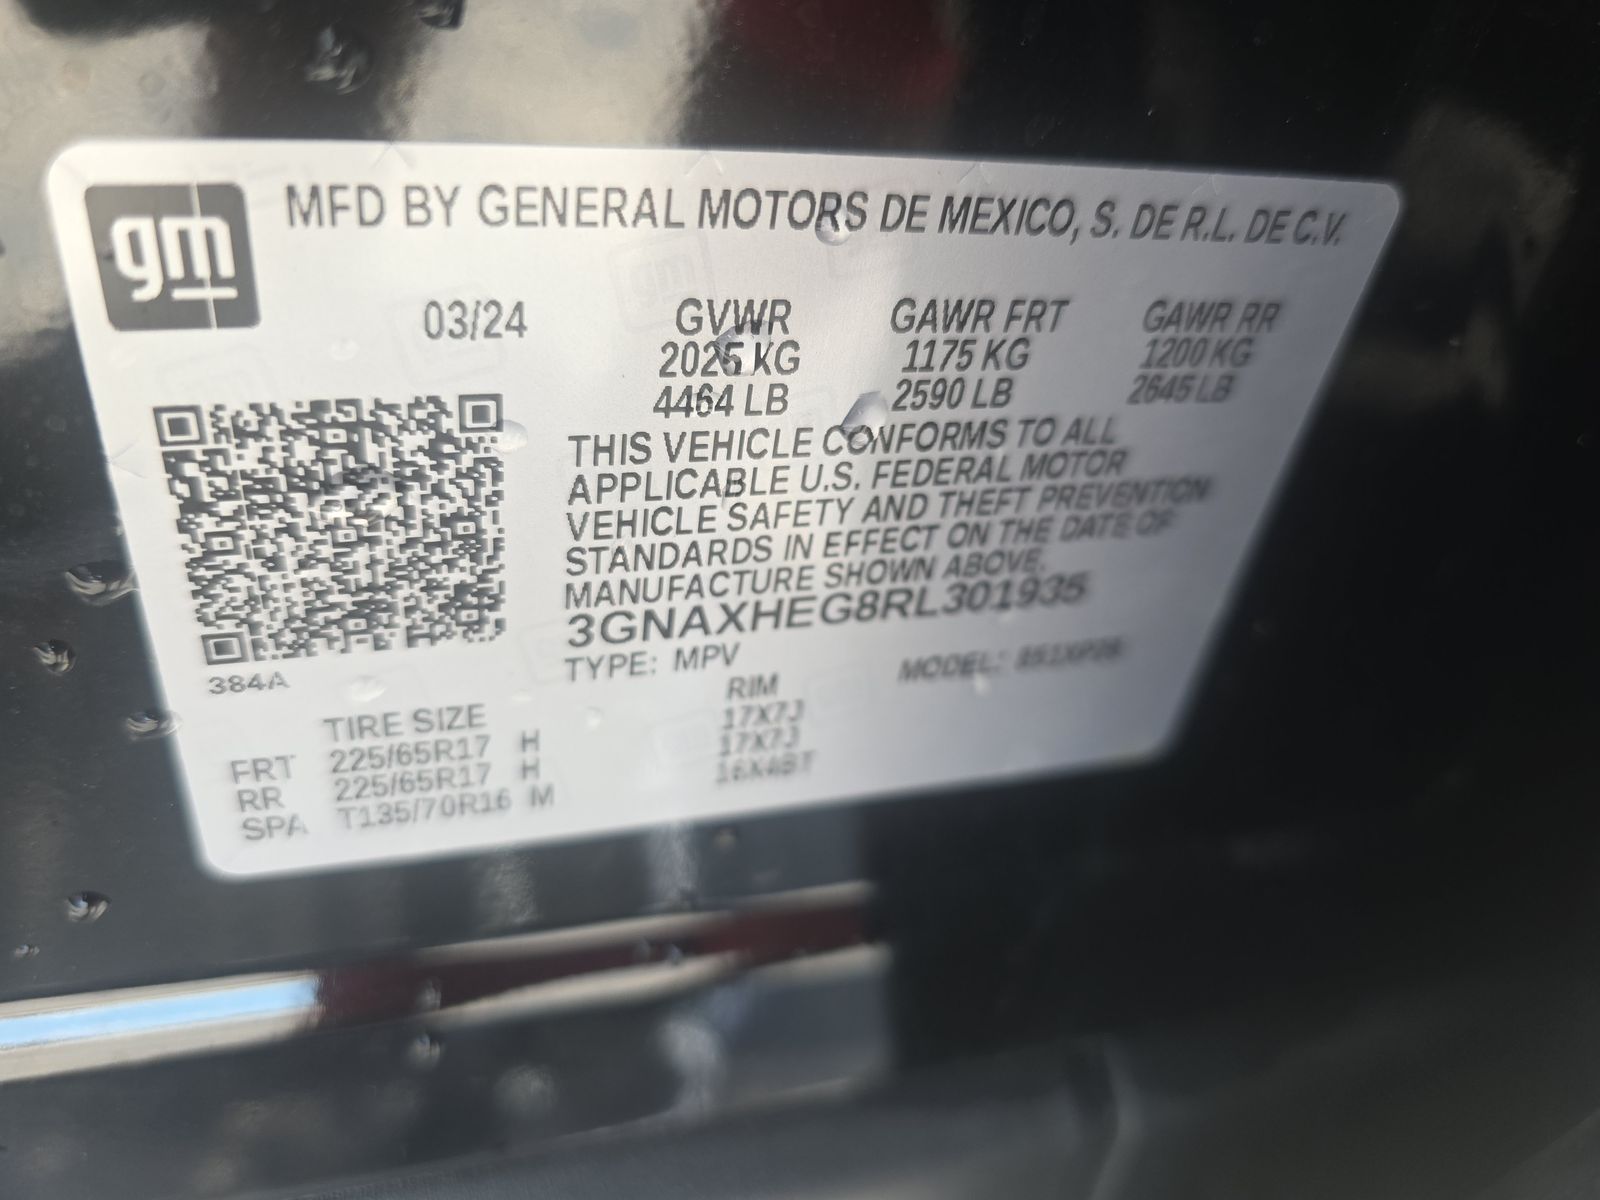 gm
MFD BY GENERAL MOTORS DE MEXICO, S. DE R.L. DE C.V.
03/24 GVWR GAWR FRT GAWR RR
2025 KG 1175 KG 1200 KG
4464 LB 2590 LB 2645 LB
THIS VEHICLE CONFORMS TO ALL
APPLICABLE U.S. FEDERAL MOTOR
VEHICLE SAFETY AND THEFT PREVENTION
STANDARDS IN EFFECT ON THE DATE OF
MANUFACTURE SHOWN ABOVE.
3GNAXHEG8RL301935
TYPE: MPV MODEL:
384A
TIRE SIZE RIM
FRT 225/65R17 H 17X7J
RR 225/65R17 H 17X7J
SPA T135/70R16 M 16X4BT